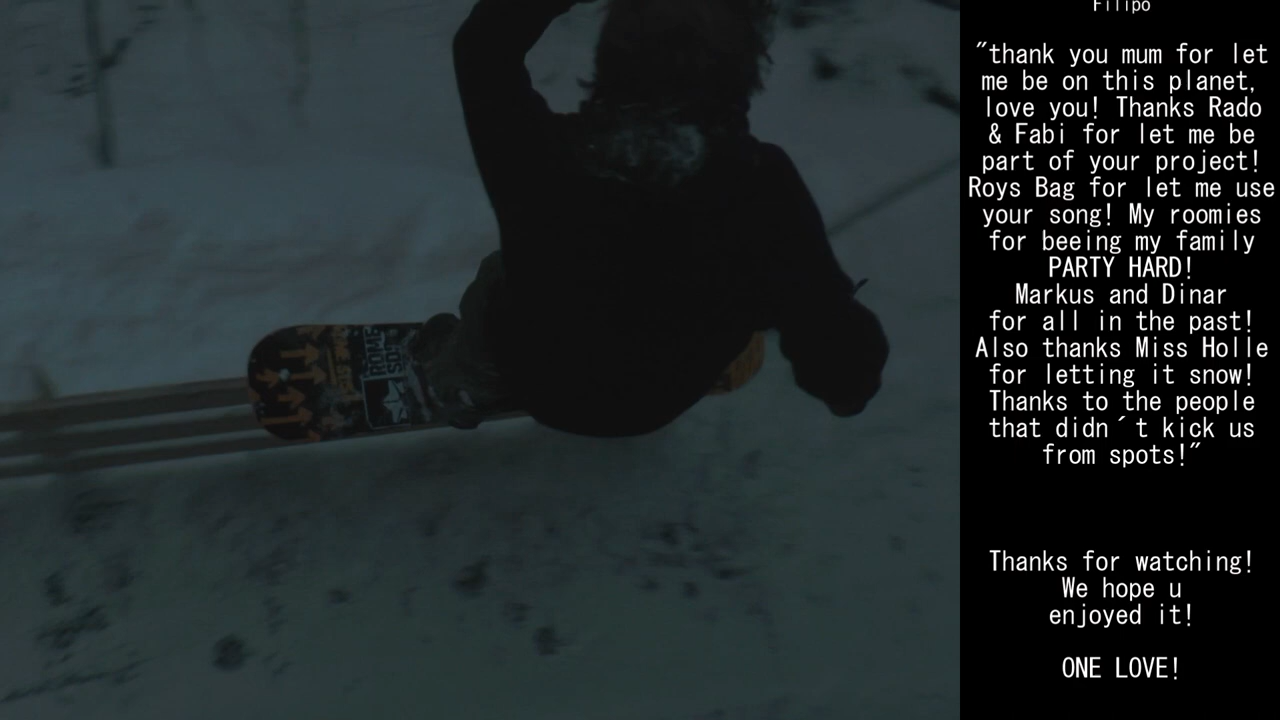 Filipo
"thank you mum for let
me be on this planet,
love you! Thanks Rado
& Fabi for let me be
part of your project!
Roys Bag for let me use
your song! My roomies
for beeing my family
PARTY HARD!
Markus and Dinar
for all in the past!
Also thanks Miss Holle
for letting it snow!
Thanks to the people
that didn´t kick us
from spots!"
Thanks for watching!
We hope u
enjoyed it!
ONE LOVE!
ROME